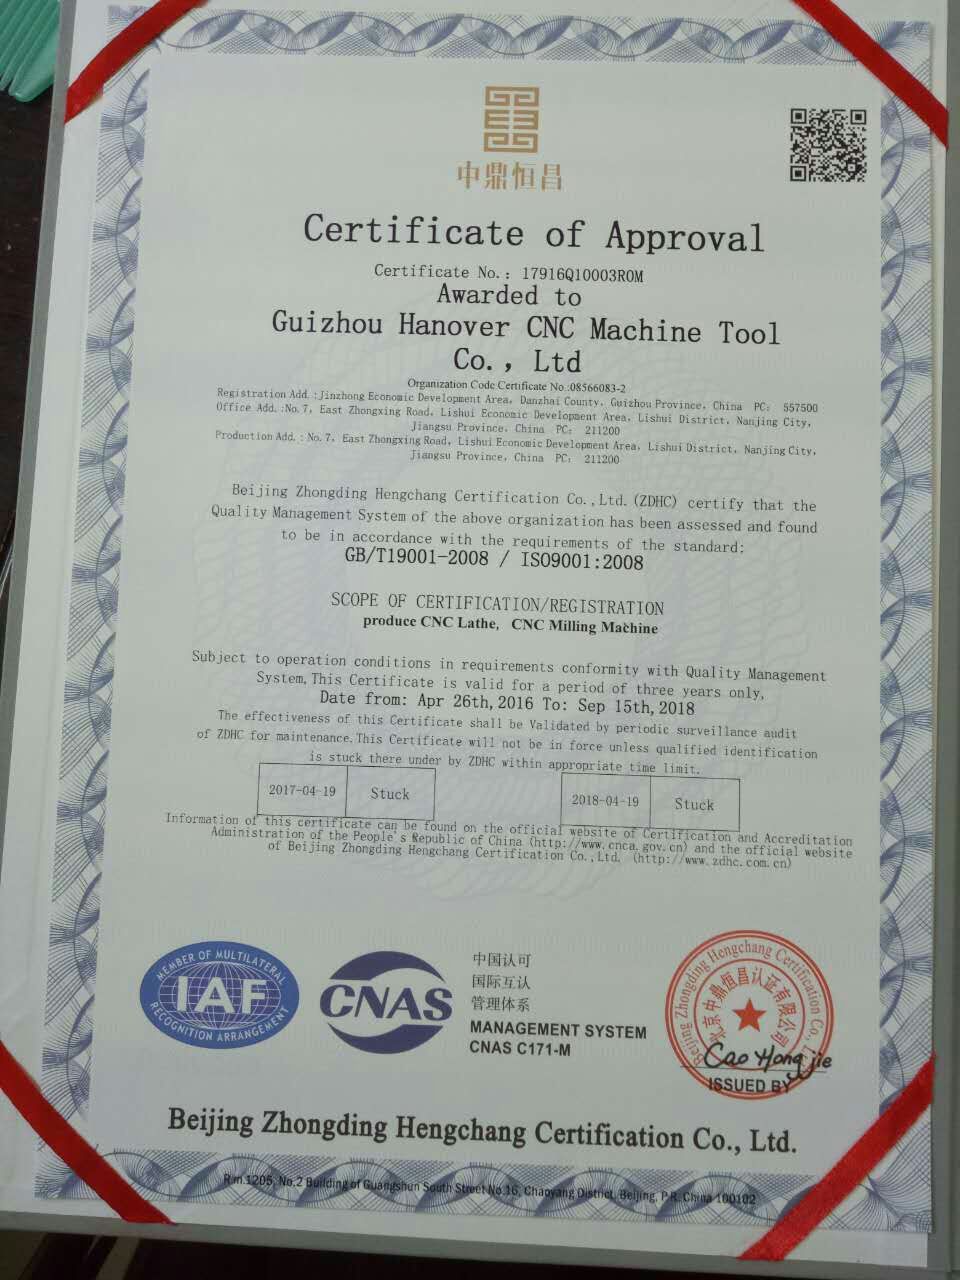 中鼎恒昌
Certificate of Approval
Certificate No.: 17916Q10003R0M
Awarded to
Guizhou Hanover CNC Machine Tool
Co., Ltd
Organization Code Certificate No.:08566083-2
Registration Add.:Jinzhong Economic Development Area, Danzhai County, Guizhou Province, China PC: 557500
Office Add.:No.7, East Zhongxing Road, Lishui Economic Development Area, Lishui District, Nanjing City,
Jiangsu Province, China PC: 211200
Production Add.: No.7, East Zhongxing Road, Lishui Economic Development Area, Lishui District, Nanjing City,
Jiangsu Province, China PC: 211200
Beijing Zhongding Hengchang Certification Co.,Ltd.(ZDHC) certify that the
Quality Management System of the above organization has been assessed and found
to be in accordance with the requirements of the standard:
GB/T19001-2008 / ISO9001:2008
SCOPE OF CERTIFICATION/REGISTRATION
produce CNC Lathe, CNC Milling Machine
Subject to operation conditions in requirements conformity with Quality Management
System,This Certificate is valid for a period of three years only,
Date from: Apr 26th,2016 To: Sep 15th,2018
The effectiveness of this Certificate shall be Validated by periodic surveillance audit
of ZDHC for maintenance.This Certificate will not be in force unless qualified identification
is stuck there under by ZDHC within appropriate time limit.
2017-04-19 Stuck 2018-04-19 Stuck
Information of this certificate can be found on the official website of Certification and Accreditation
Administration of the People's Republic of China (http://www.cnca.gov.cn) and the official website
of Beijing Zhongding Hengchang Certification Co.,Ltd. (http://www.zdhc.com.cn)
MEMBER OF MULTILATERAL
IAF
RECOGNITION ARRANGEMENT
CNAS
中国认可
国际互认
管理体系
MANAGEMENT SYSTEM
CNAS C171-M
Beijing Zhongding Hengchang Certification Co., Ltd.
北京中鼎恒昌认证有限公司
Cao Hongjie
ISSUED BY
Beijing Zhongding Hengchang Certification Co., Ltd.
Rm.1205, No.2 Building of Guangshun South Street No.16, Chaoyang District, Beijing, P.R. China 100102